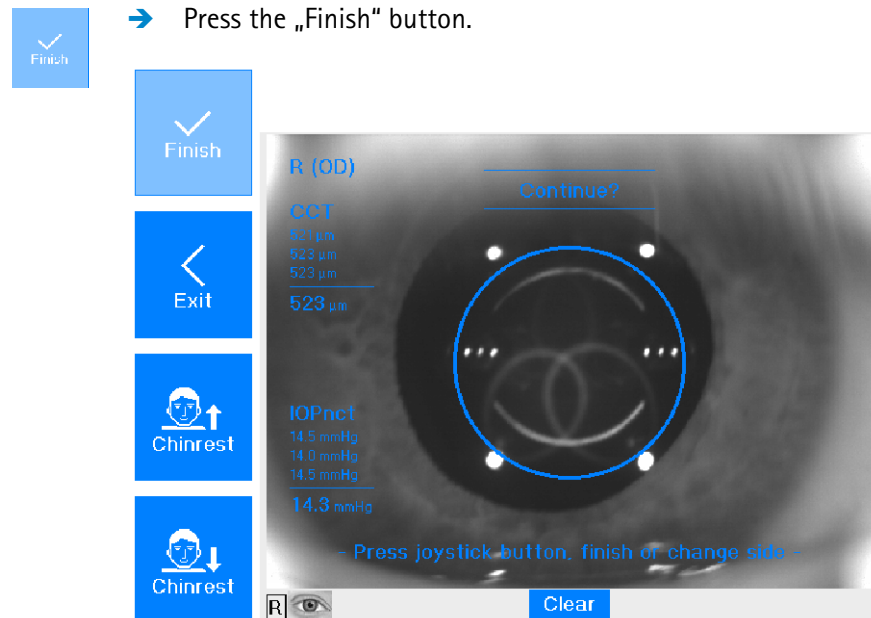 Finish
➔ Press the „Finish" button.
Finish
Exit
Chinrest
Chinrest
R (OD)
Continue?
CCT
521 µm
523 µm
523 µm
523 µm
IOPnct
14.5 mmHg
14.0 mmHg
14.5 mmHg
14.3 mmHg
- Press joystick button, finish or change side -
R
Clear